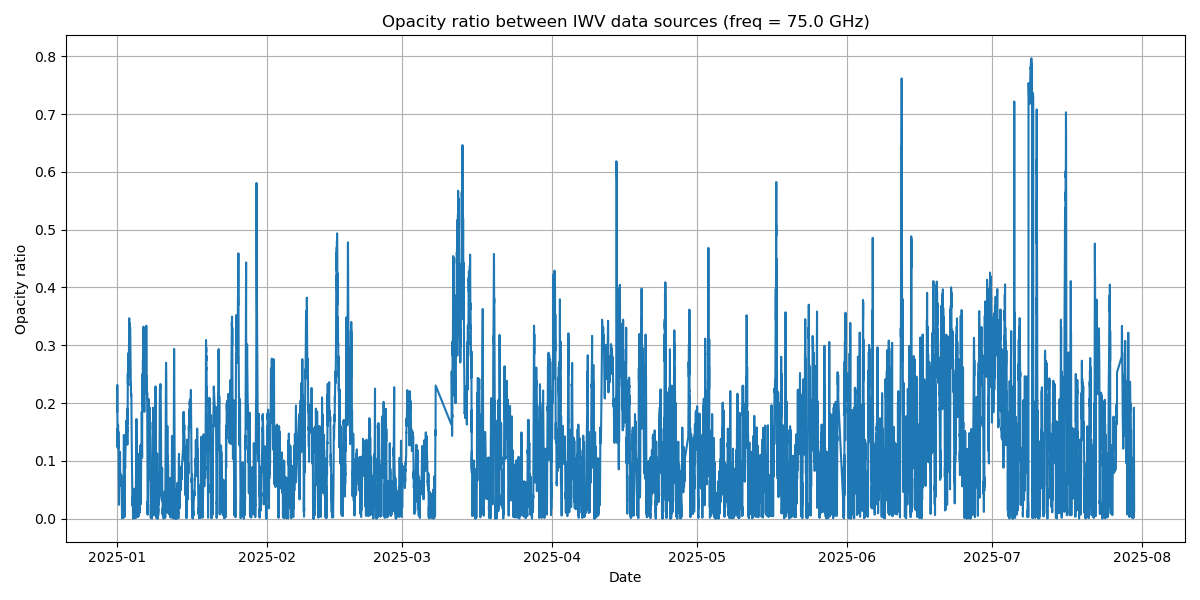 Opacity ratio between IWV data sources (freq = 75.0 GHz)
Opacity ratio
0.8
0.7
0.6
0.5
0.4
0.3
0.2
0.1
0.0
2025-01 2025-02 2025-03 2025-04 2025-05 2025-06 2025-07 2025-08
Date